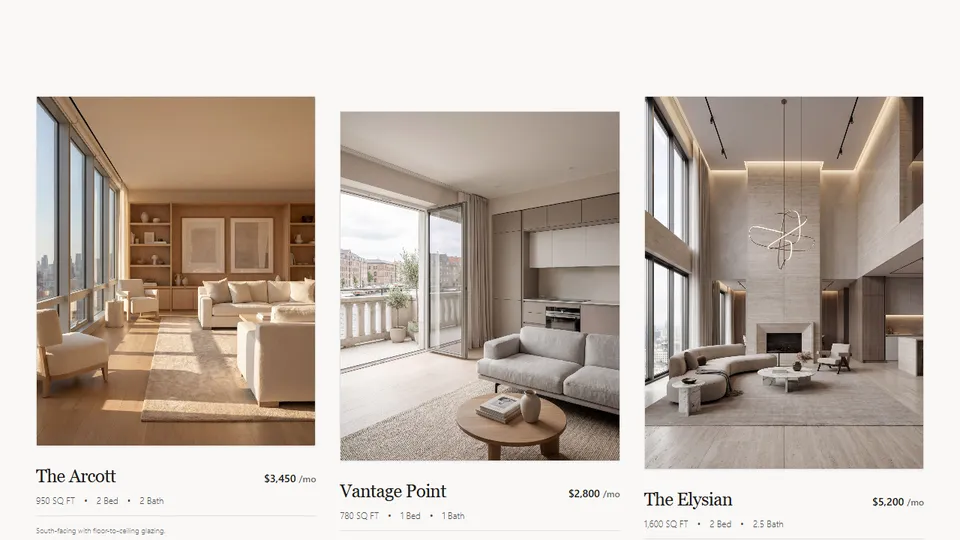 The Arcott
$3,450 /mo
950 SQ FT • 2 Bed • 2 Bath
South-facing with floor-to-ceiling glazing.
Vantage Point
$2,800 /mo
780 SQ FT • 1 Bed • 1 Bath
The Elysian
$5,200 /mo
1,600 SQ FT • 2 Bed • 2.5 Bath